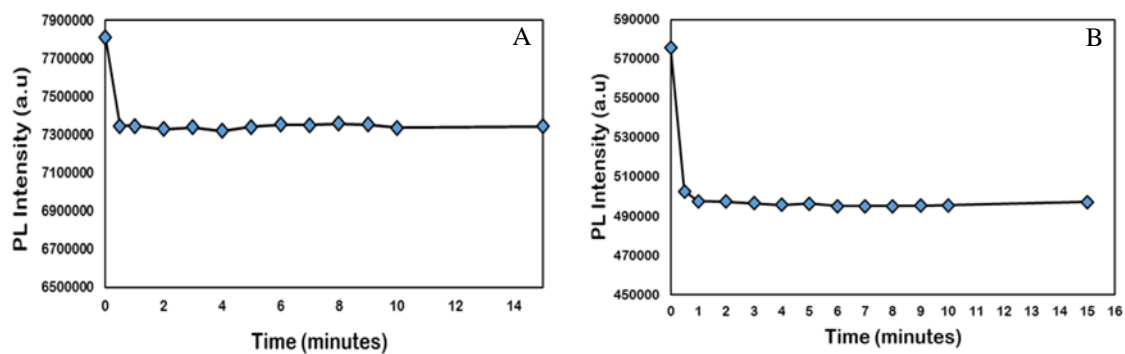 A
PL Intensity (a.u)
7900000
7700000
7500000
7300000
7100000
6900000
6700000
6500000
0 2 4 6 8 10 12 14
Time (minutes)
B
PL Intensity (a.u)
590000
570000
550000
530000
510000
490000
470000
450000
0 1 2 3 4 5 6 7 8 9 10 11 12 13 14 15 16
Time (minutes)